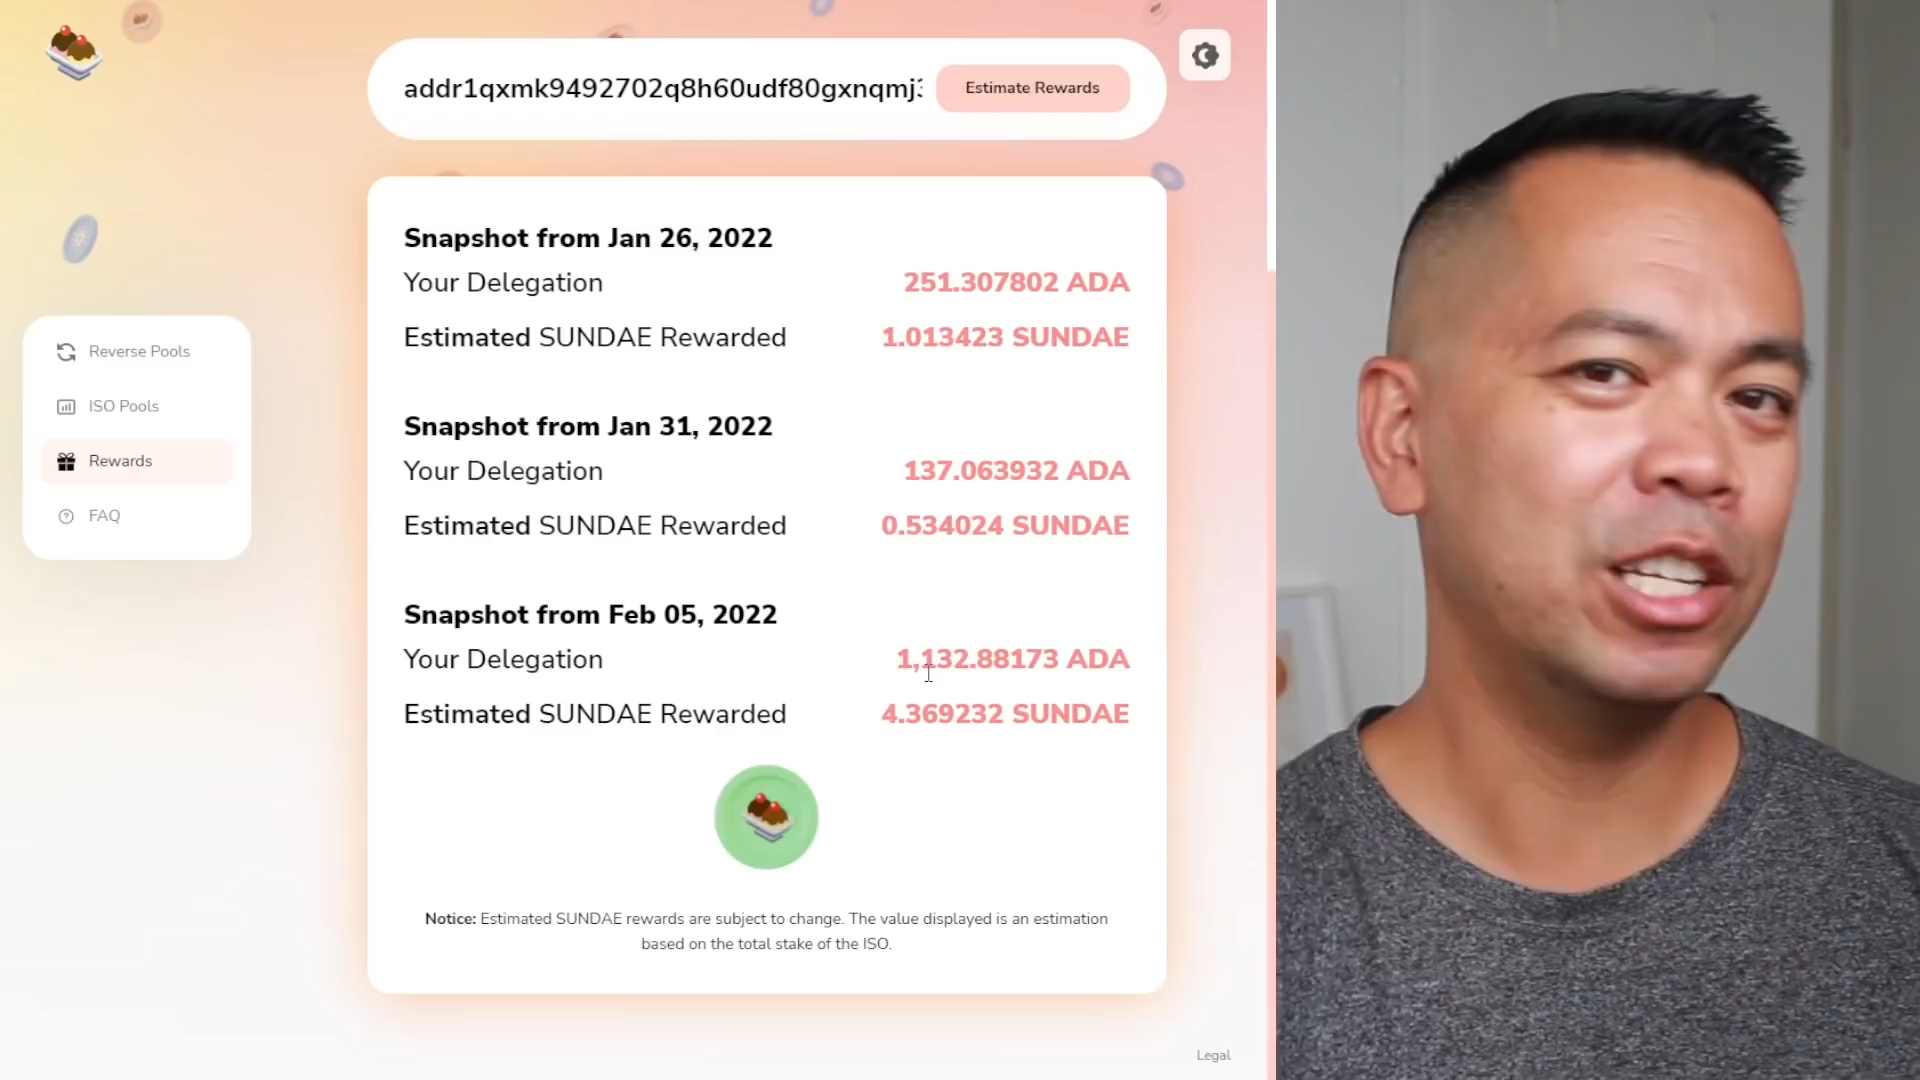 addr1qxmk9492702q8h60udf80gxnqmj
Estimate Rewards
Snapshot from Jan 26, 2022
Your Delegation 251.307802 ADA
Estimated SUNDAE Rewarded 1.013423 SUNDAE
Reverse Pools
ISO Pools
Rewards
FAQ
Snapshot from Jan 31, 2022
Your Delegation 137.063932 ADA
Estimated SUNDAE Rewarded 0.534024 SUNDAE
Snapshot from Feb 05, 2022
Your Delegation 1,132.88173 ADA
Estimated SUNDAE Rewarded 4.369232 SUNDAE
Notice: Estimated SUNDAE rewards are subject to change. The value displayed is an estimation
based on the total stake of the ISO.
Legal